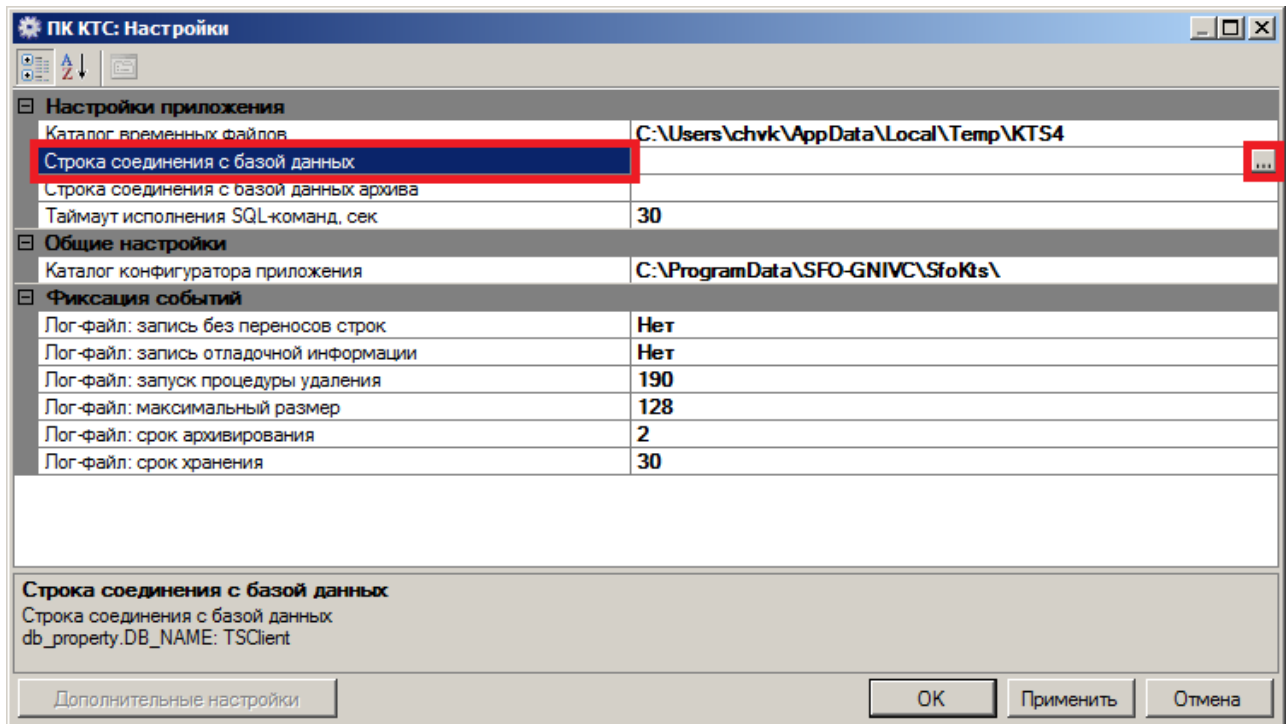 ПК КТС: Настройки
Настройки приложения
Каталог временных файлов C:\Users\chvk\AppData\Local\Temp\KTS4
Строка соединения с базой данных ...
Строка соединения с базой данных архива
Таймаут исполнения SQL-команд, сек 30
Общие настройки
Каталог конфигуратора приложения C:\ProgramData\SFO-GNIVC\SfoKts\
Фиксация событий
Лог-файл: запись без переносов строк Нет
Лог-файл: запись отладочной информации Нет
Лог-файл: запуск процедуры удаления 190
Лог-файл: максимальный размер 128
Лог-файл: срок архивирования 2
Лог-файл: срок хранения 30
Строка соединения с базой данных
Строка соединения с базой данных
db_property.DB_NAME: TSClient
Дополнительные настройки OK Применить Отмена